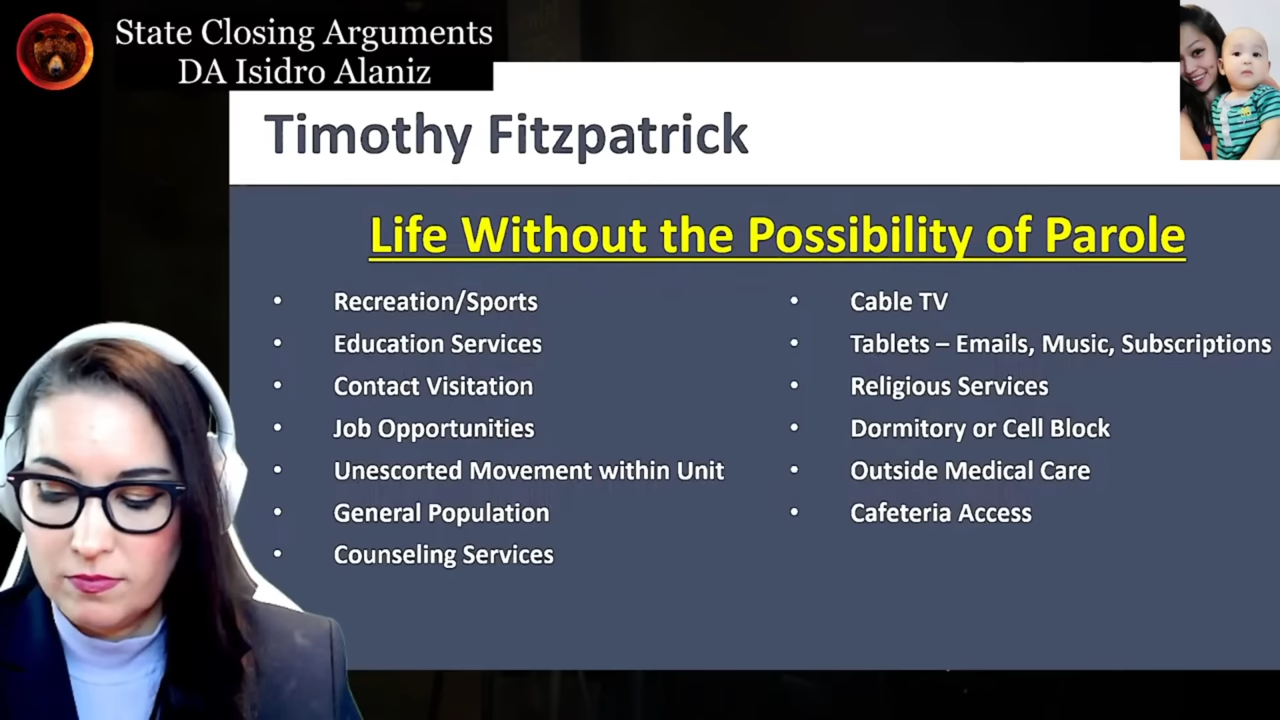 State Closing Arguments
DA Isidro Alaniz
Timothy Fitzpatrick
Life Without the Possibility of Parole
• Recreation/Sports
• Education Services
• Contact Visitation
• Job Opportunities
• Unescorted Movement within Unit
• General Population
• Counseling Services
• Cable TV
• Tablets – Emails, Music, Subscriptions
• Religious Services
• Dormitory or Cell Block
• Outside Medical Care
• Cafeteria Access